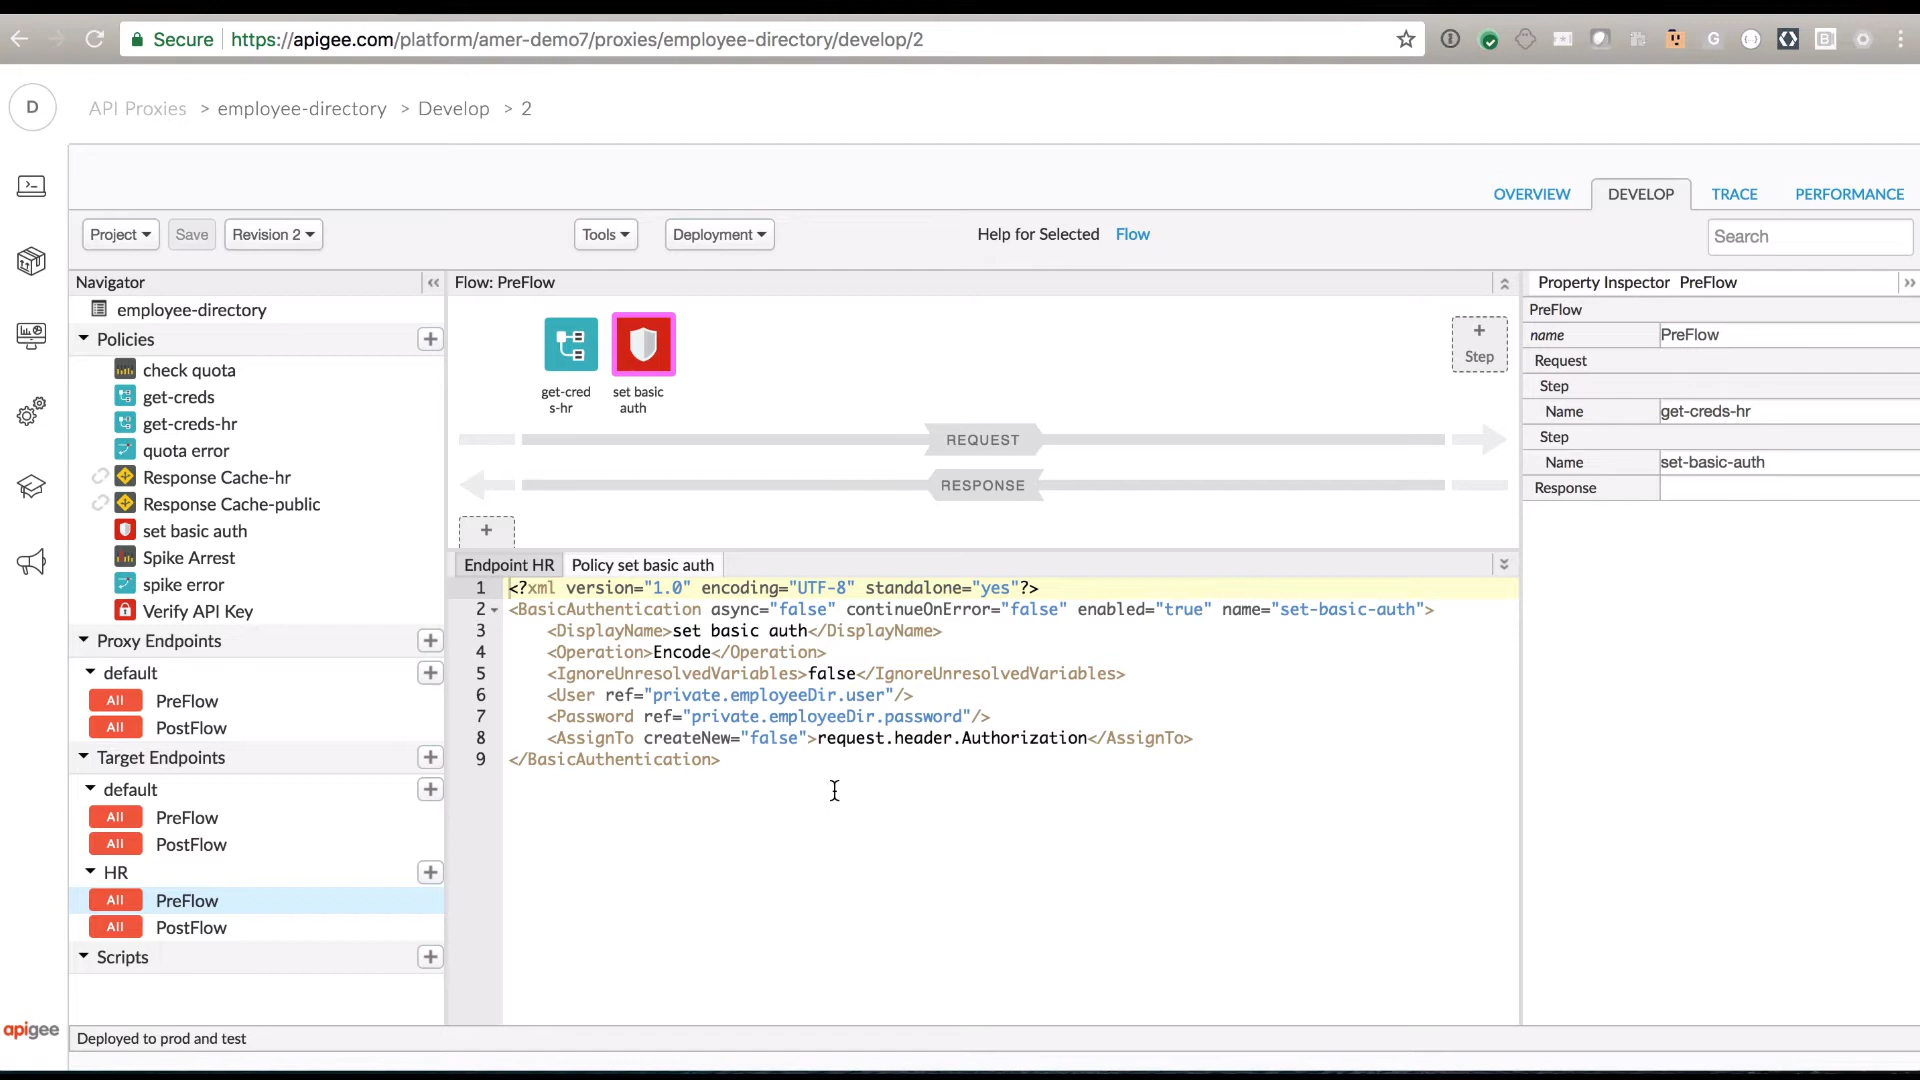 Secure https://apigee.com/platform/amer-demo7/proxies/employee-directory/develop/2
D API Proxies > employee-directory > Develop > 2
OVERVIEW DEVELOP TRACE PERFORMANCE
Project Save Revision 2 Tools Deployment Help for Selected Flow Search
Navigator
employee-directory
Policies
check quota
get-creds
get-creds-hr
quota error
Response Cache-hr
Response Cache-public
set basic auth
Spike Arrest
spike error
Verify API Key
Proxy Endpoints
default
All PreFlow
All PostFlow
Target Endpoints
default
All PreFlow
All PostFlow
HR
All PreFlow
All PostFlow
Scripts
Flow: PreFlow
get-cred
s-hr
set basic
auth
+
Step
REQUEST
RESPONSE
+
Endpoint HR Policy set basic auth
1 <?xml version="1.0" encoding="UTF-8" standalone="yes"?>
2 <BasicAuthentication async="false" continueOnError="false" enabled="true" name="set-basic-auth">
3 <DisplayName>set basic auth</DisplayName>
4 <Operation>Encode</Operation>
5 <IgnoreUnresolvedVariables>false</IgnoreUnresolvedVariables>
6 <User ref="private.employeeDir.user"/>
7 <Password ref="private.employeeDir.password"/>
8 <AssignTo createNew="false">request.header.Authorization</AssignTo>
9 </BasicAuthentication>
Property Inspector PreFlow
PreFlow
name PreFlow
Request
Step
Name get-creds-hr
Step
Name set-basic-auth
Response
apigee
Deployed to prod and test